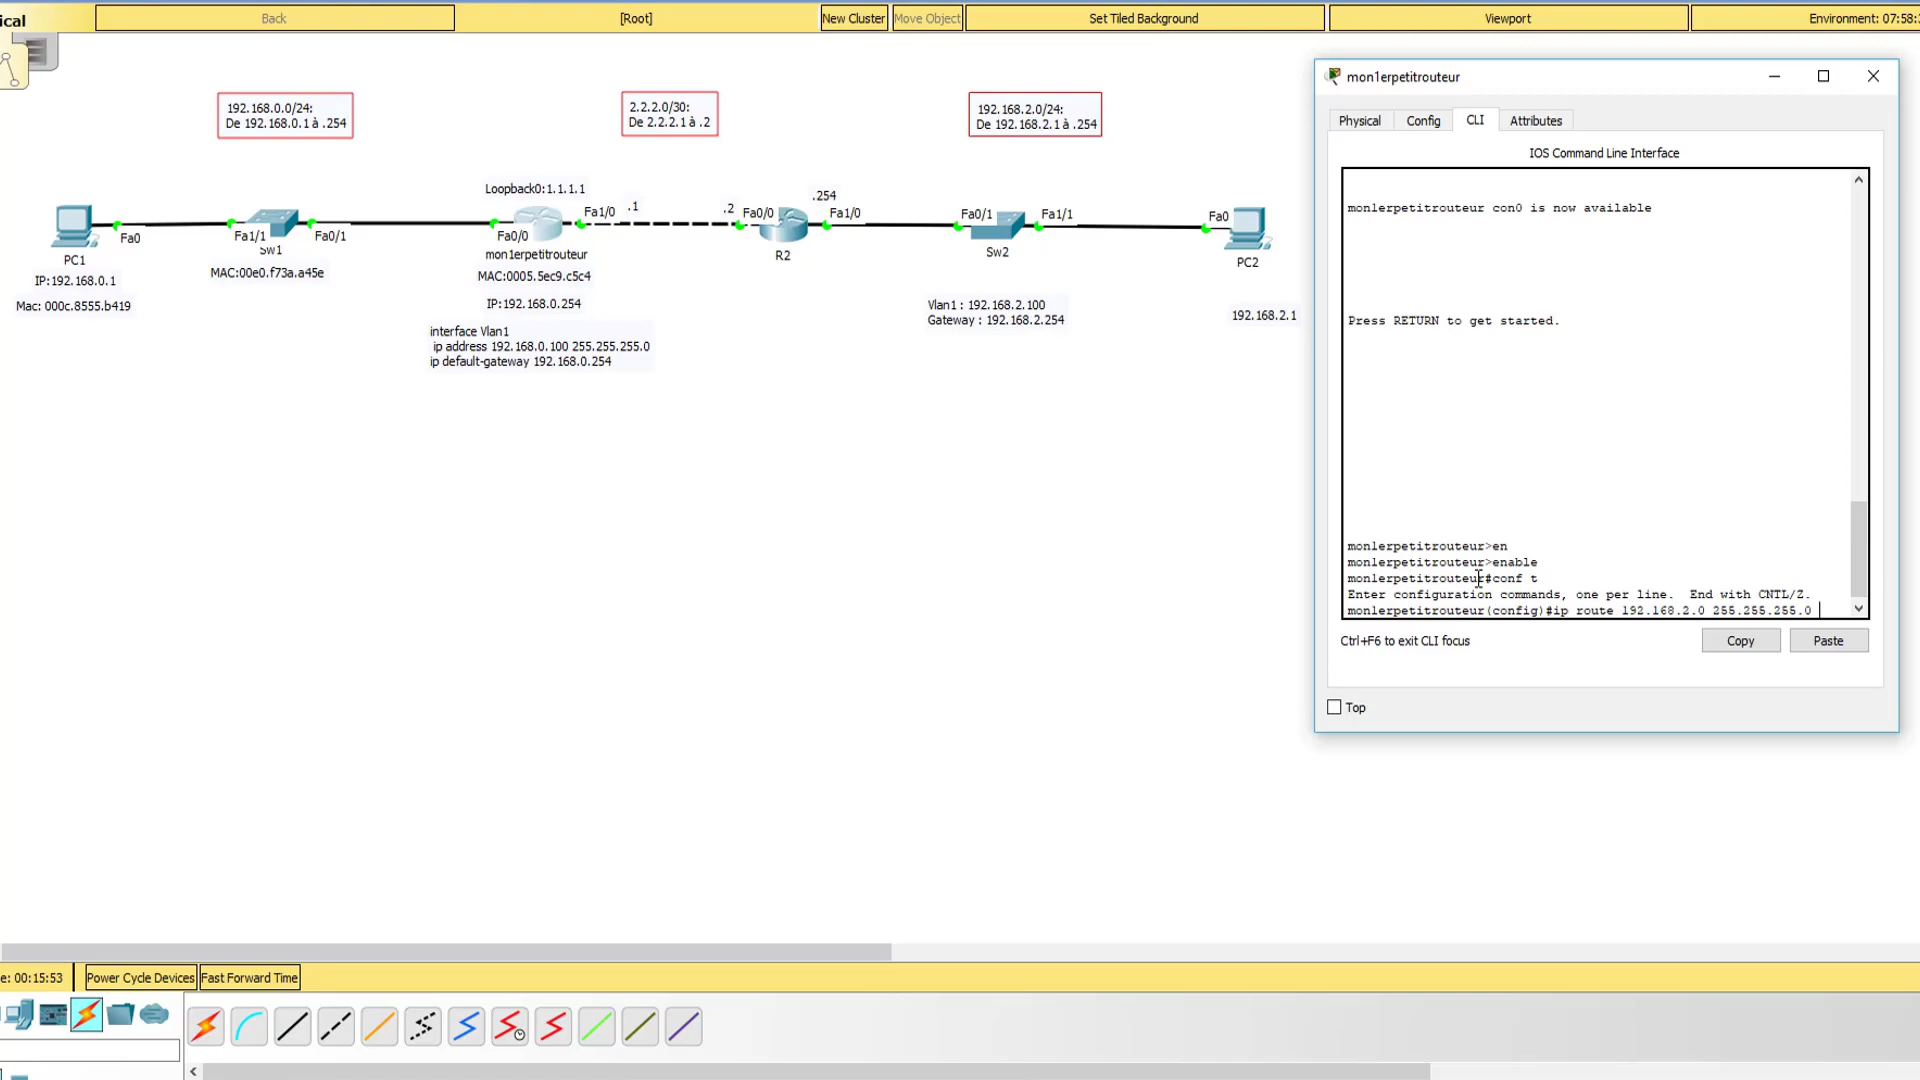 ical
Back
[Root]
New Cluster
Move Object
Set Tiled Background
Viewport
Environment: 07:58:
192.168.0.0/24:
De 192.168.0.1 à .254
2.2.2.0/30:
De 2.2.2.1 à .2
192.168.2.0/24:
De 192.168.2.1 à .254
Loopback0:1.1.1.1
Fa1/0
.1
.2
Fa0/0
.254
Fa1/0
Fa0/1
Fa1/1
Fa0
Fa0
Fa1/1
Fa0/1
Fa0/0
PC1
Sw1
mon1erpetitrouteur
R2
Sw2
PC2
IP:192.168.0.1
MAC:00e0.f73a.a45e
MAC:0005.5ec9.c5c4
Mac: 000c.8555.b419
IP:192.168.0.254
Vlan1 : 192.168.2.100
Gateway : 192.168.2.254
192.168.2.1
interface Vlan1
ip address 192.168.0.100 255.255.255.0
ip default-gateway 192.168.0.254
mon1erpetitrouteur
Physical
Config
CLI
Attributes
IOS Command Line Interface
mon1erpetitrouteur con0 is now available
Press RETURN to get started.
mon1erpetitrouteur>en
mon1erpetitrouteur>enable
mon1erpetitrouteur#conf t
Enter configuration commands, one per line.  End with CNTL/Z.
mon1erpetitrouteur(config)#ip route 192.168.2.0 255.255.255.0
Ctrl+F6 to exit CLI focus
Copy
Paste
Top
e: 00:15:53
Power Cycle Devices
Fast Forward Time